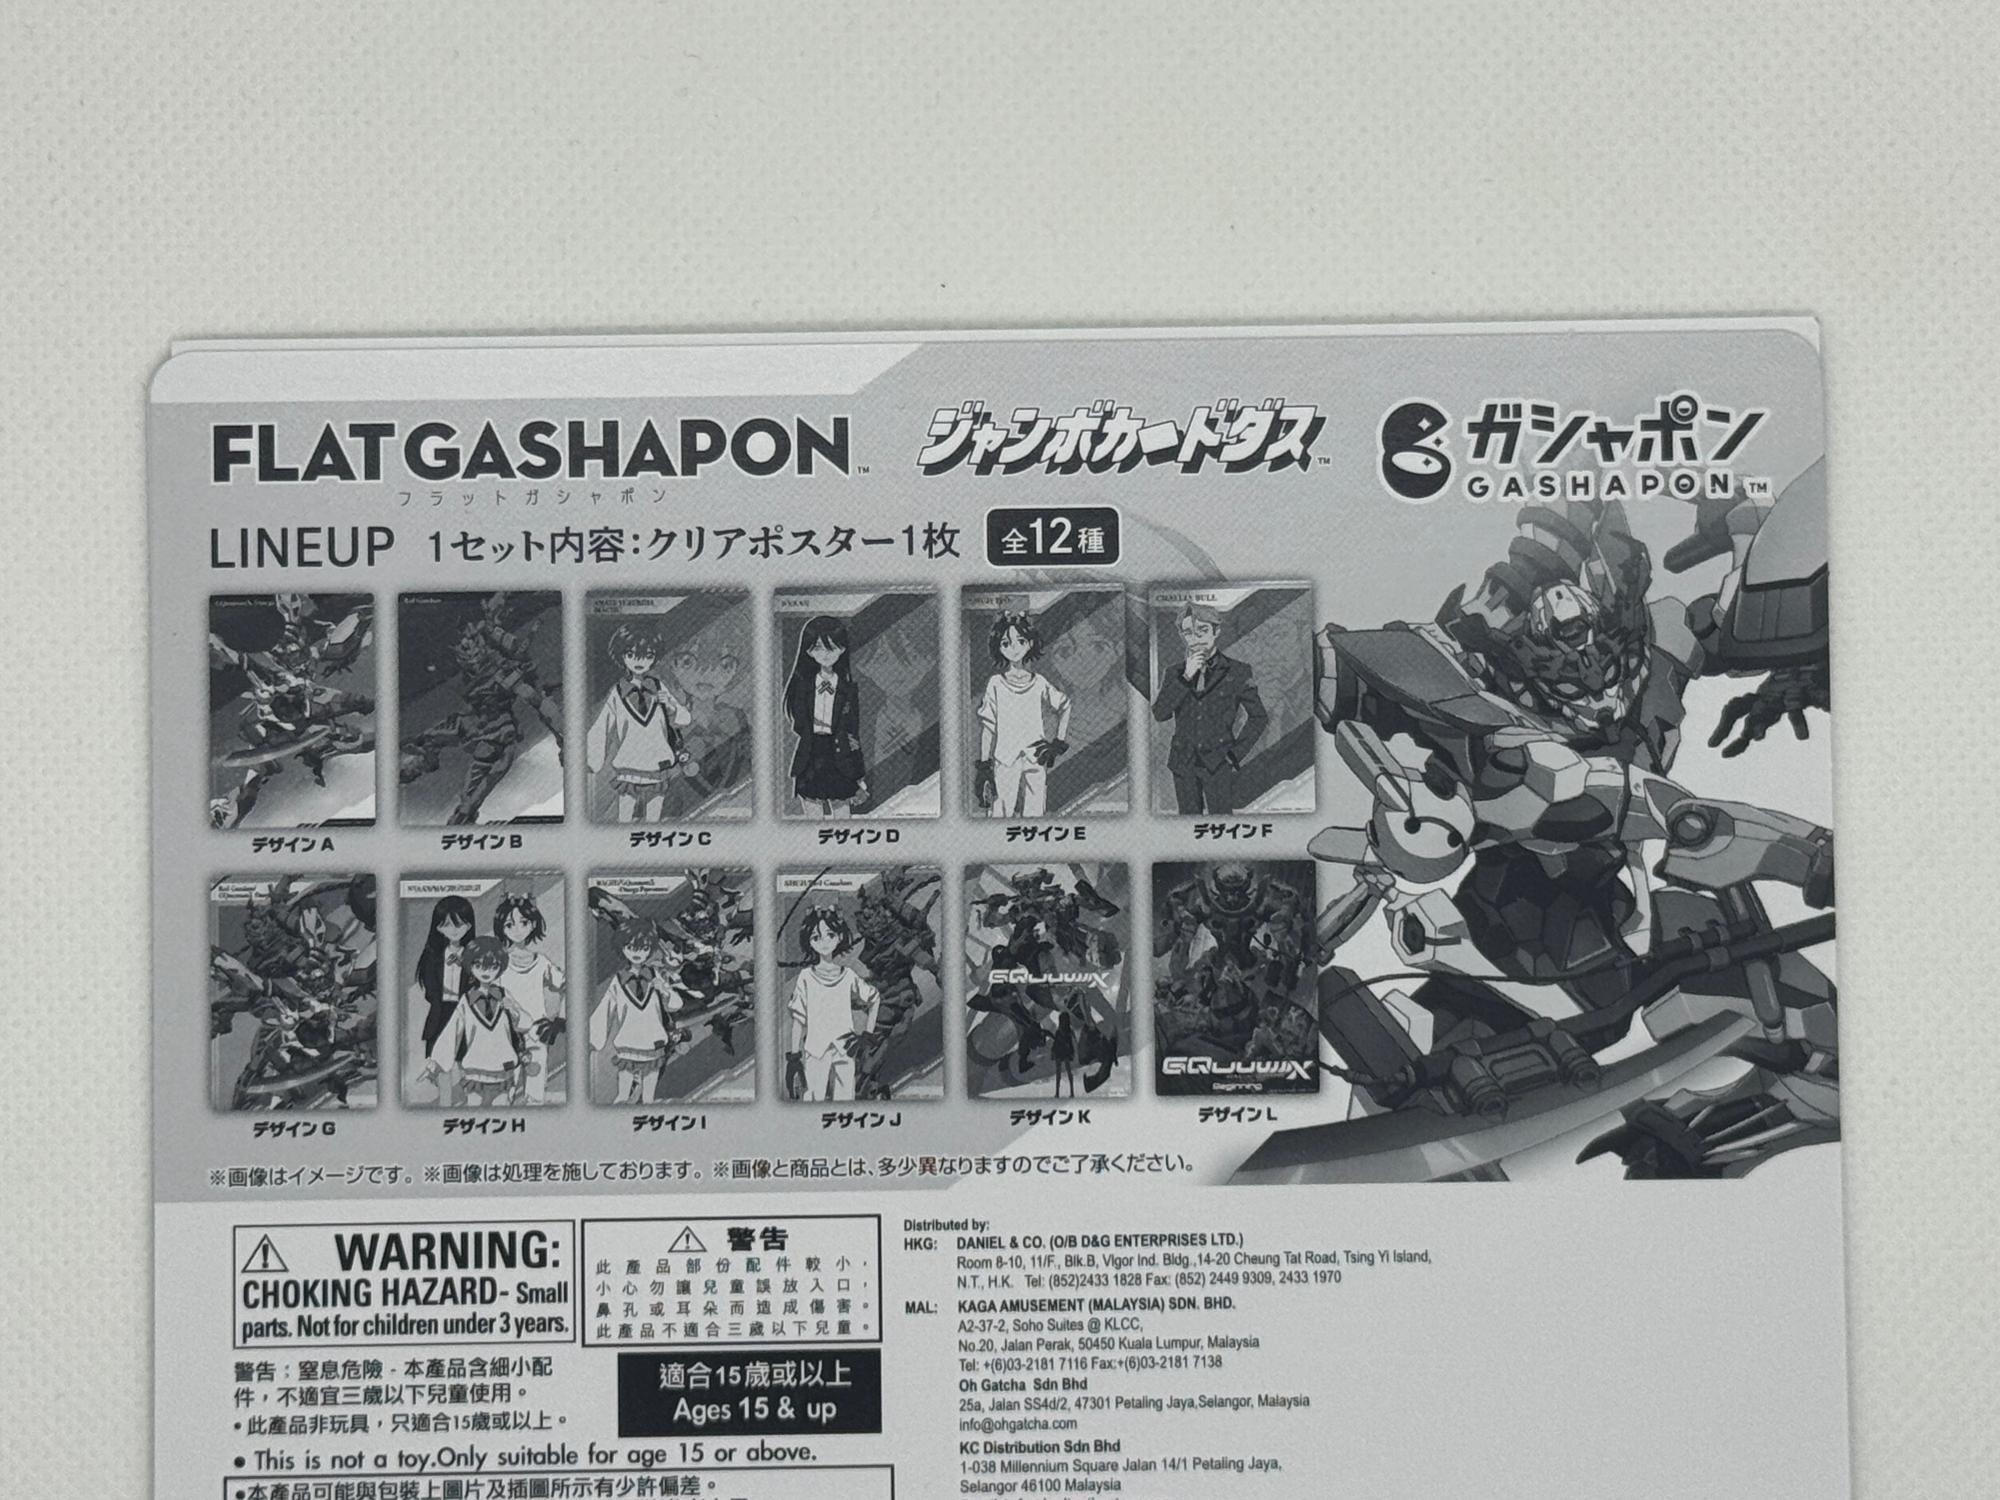 FLAT GASHAPON™
フラットガシャポン
ジャンボカードダス™
ガシャポン
GASHAPON™
LINEUP 1セット内容:クリアポスター1枚 全12種
CHALLIA BULL
デザインA デザインB デザインC デザインD デザインE デザインF
GQuuuuuuX
GQuuuuuuX
Beginning
デザインG デザインH デザインI デザインJ デザインK デザインL
※画像はイメージです。※画像は処理を施しております。※画像と商品とは、多少異なりますのでご了承ください。
WARNING:
CHOKING HAZARD- Small
parts. Not for children under 3 years.
警告
此產品部份配件較小，
小心勿讓兒童誤放入口，
鼻孔或耳朵而造成傷害。
此產品不適合三歲以下兒童。
警告：窒息危險 - 本產品含細小配
件，不適宜三歲以下兒童使用。
• 此產品非玩具，只適合15歲或以上。
適合15歲或以上
Ages 15 & up
• This is not a toy.Only suitable for age 15 or above.
•本產品可能與包裝上圖片及插圖所示有少許偏差。
Distributed by:
HKG: DANIEL & CO. (O/B D&G ENTERPRISES LTD.)
Room 8-10, 11/F., Blk.B, Vigor Ind. Bldg.,14-20 Cheung Tat Road, Tsing Yi Island,
N.T., H.K. Tel: (852)2433 1828 Fax: (852) 2449 9309, 2433 1970
MAL: KAGA AMUSEMENT (MALAYSIA) SDN. BHD.
A2-37-2, Soho Suites @ KLCC,
No.20, Jalan Perak, 50450 Kuala Lumpur, Malaysia
Tel: +(6)03-2181 7116 Fax:+(6)03-2181 7138
Oh Gatcha Sdn Bhd
25a, Jalan SS4d/2, 47301 Petaling Jaya,Selangor, Malaysia
info@ohgatcha.com
KC Distribution Sdn Bhd
1-038 Millennium Square Jalan 14/1 Petaling Jaya,
Selangor 46100 Malaysia